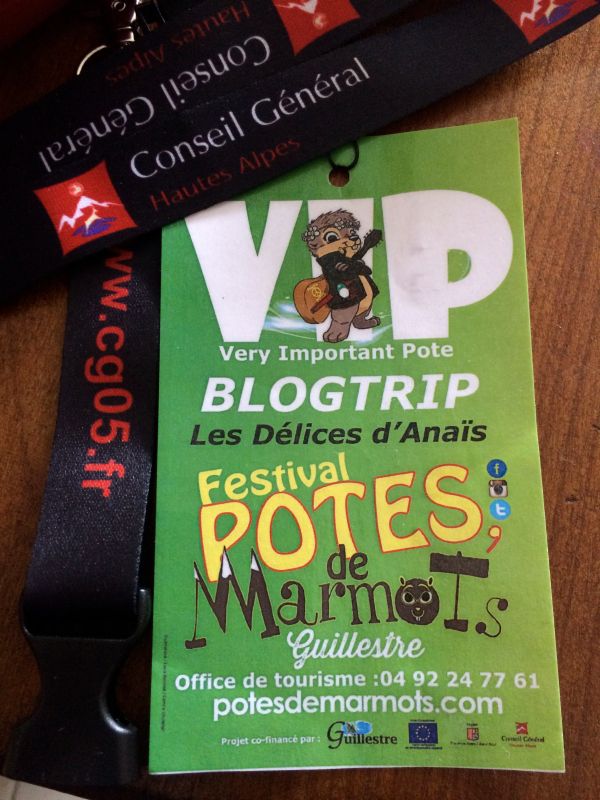 Conseil Général
Hautes Alpes
Conseil Général
Hautes Alpes
www.cg05.fr
VIP
Very Important Pote
BLOGTRIP
Les Délices d'Anaïs
Festival
POTES,
de
Marmots
Guillestre
Office de tourisme :04 92 24 77 61
potesdemarmots.com
Projet co-financé par :
Guillestre
Conseil Général